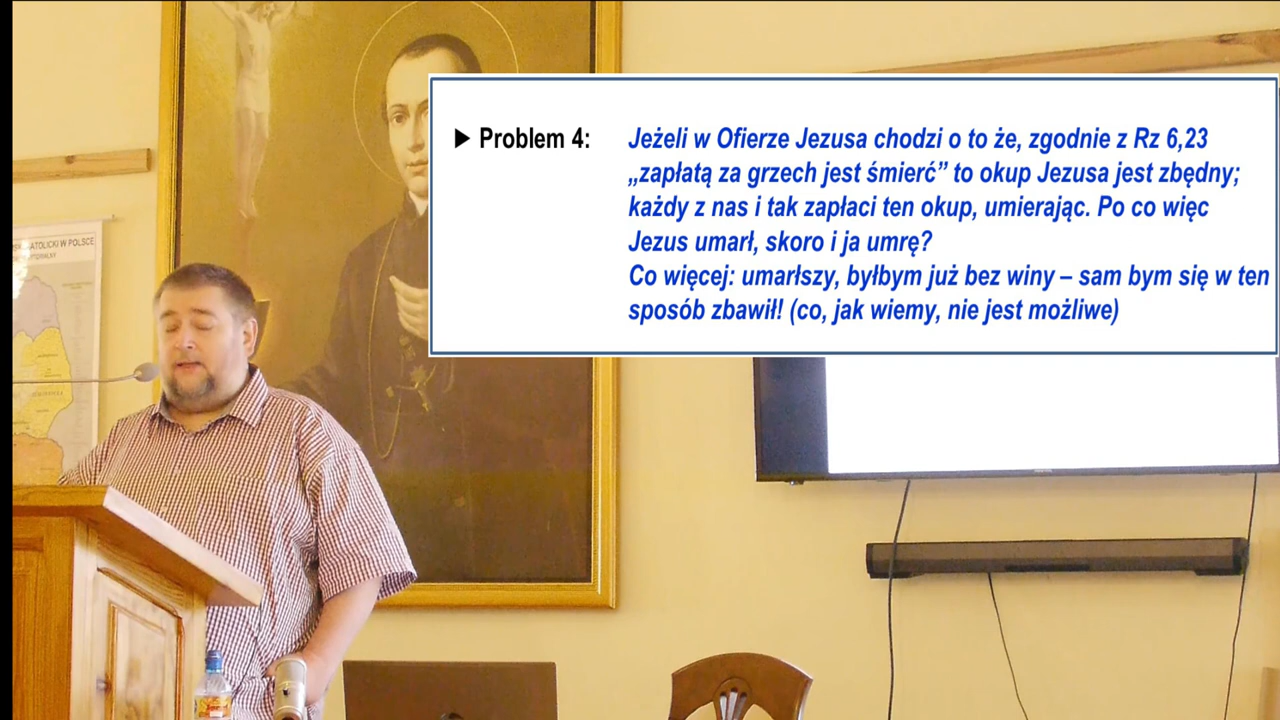 ATOLICKI W POLSCE
▶ Problem 4: Jeżeli w Ofierze Jezusa chodzi o to że, zgodnie z Rz 6,23
„zapłatą za grzech jest śmierć” to okup Jezusa jest zbędny;
każdy z nas i tak zapłaci ten okup, umierając. Po co więc
Jezus umarł, skoro i ja umrę?
Co więcej: umarłszy, byłbym już bez winy – sam bym się w ten
sposób zbawił! (co, jak wiemy, nie jest możliwe)